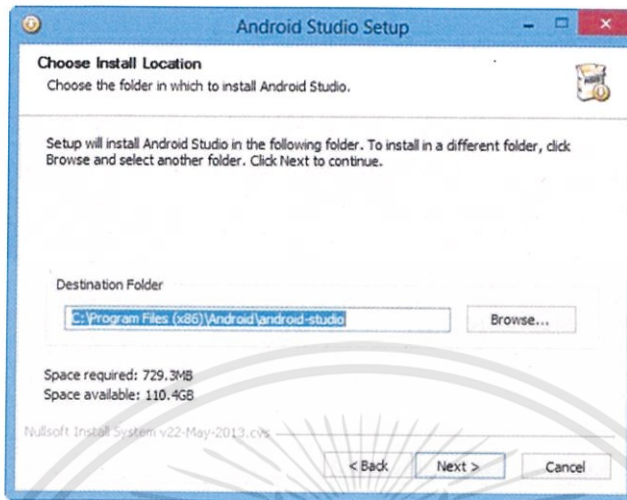 Android Studio Setup
Choose Install Location
Choose the folder in which to install Android Studio.
Setup will install Android Studio in the following folder. To install in a different folder, click
Browse and select another folder. Click Next to continue.
Destination Folder
C:\Program Files (x86)\Android\android-studio
Browse...
Space required: 729.3MB
Space available: 110.4GB
Nullsoft Install System v22-May-2013.cvs
< Back
Next >
Cancel